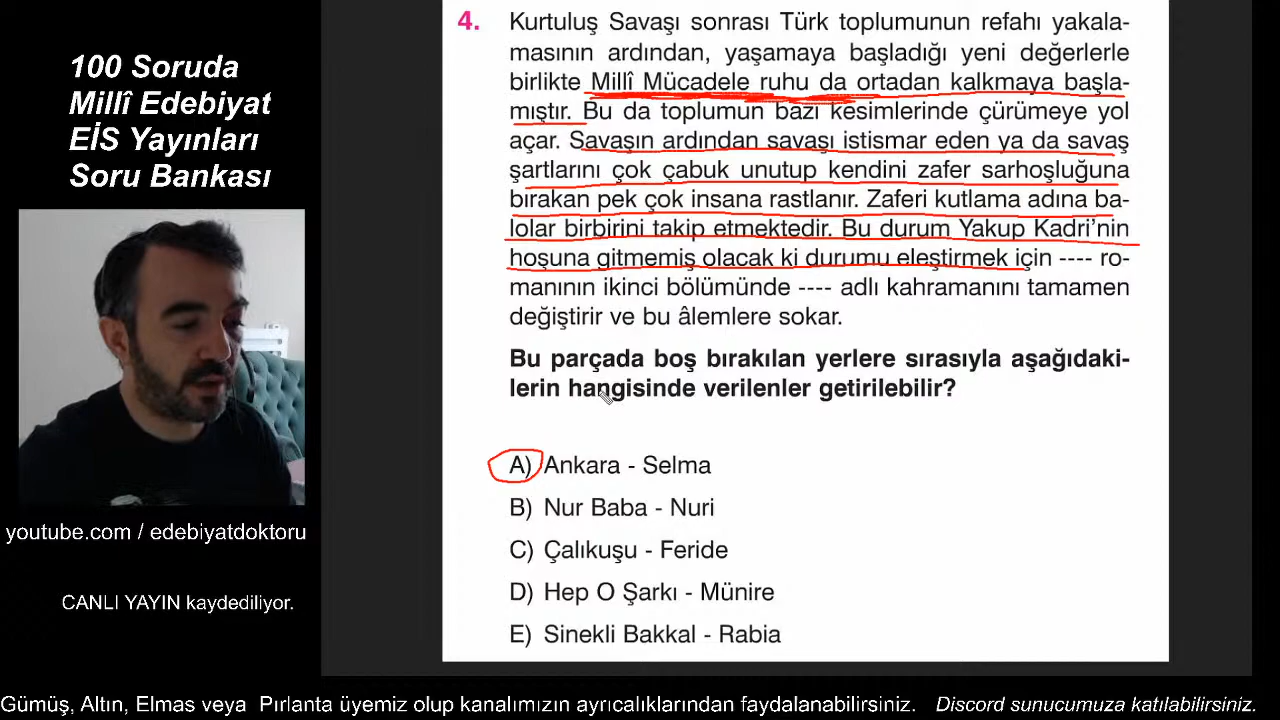 100 Soruda
Millî Edebiyat
EİS Yayınları
Soru Bankası
youtube.com / edebiyatdoktoru
CANLI YAYIN kaydediliyor.
4. Kurtuluş Savaşı sonrası Türk toplumunun refahı yakala-
masının ardından, yaşamaya başladığı yeni değerlerle
birlikte Millî Mücadele ruhu da ortadan kalkmaya başla-
mıştır. Bu da toplumun bazı kesimlerinde çürümeye yol
açar. Savaşın ardından savaşı istismar eden ya da savaş
şartlarını çok çabuk unutup kendini zafer sarhoşluğuna
bırakan pek çok insana rastlanır. Zaferi kutlama adına ba-
lolar birbirini takip etmektedir. Bu durum Yakup Kadri’nin
hoşuna gitmemiş olacak ki durumu eleştirmek için ---- ro-
manının ikinci bölümünde ---- adlı kahramanını tamamen
değiştirir ve bu âlemlere sokar.
Bu parçada boş bırakılan yerlere sırasıyla aşağıdaki-
lerin hangisinde verilenler getirilebilir?
A) Ankara - Selma
B) Nur Baba - Nuri
C) Çalıkuşu - Feride
D) Hep O Şarkı - Münire
E) Sinekli Bakkal - Rabia
Gümüş, Altın, Elmas veya Pırlanta üyemiz olup kanalımızın ayrıcalıklarından faydalanabilirsiniz. Discord sunucumuza katılabilirsiniz.